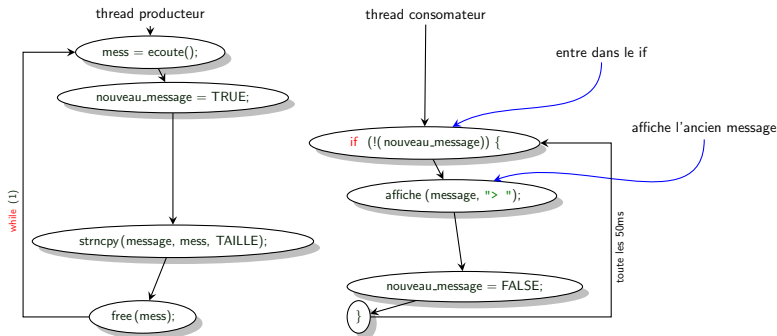 thread producteur
mess = ecoute();
nouveau_message = TRUE;
strncpy(message, mess, TAILLE);
free(mess);
while (1)
thread consomateur
entre dans le if
if (!(nouveau_message)) {
affiche l'ancien message
affiche(message, "> ");
nouveau_message = FALSE;
}
toute les 50ms